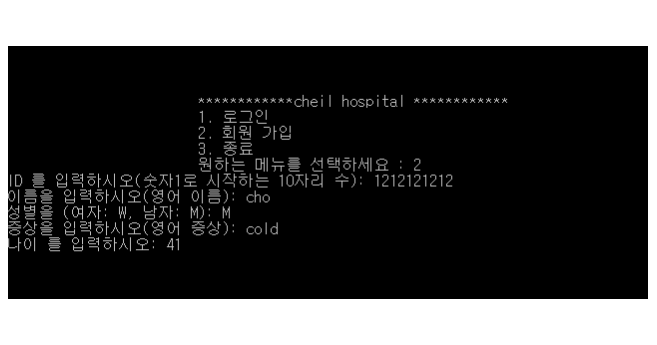 ************cheil hospital ************
1. 로그인
2. 회원 가입
3. 종료
원하는 메뉴를 선택하세요 : 2
ID 를 입력하시오(숫자1로 시작하는 10자리 수): 1212121212
이름을 입력하시오(영어 이름): cho
성별을 (여자: W, 남자: M): M
증상을 입력하시오(영어 증상): cold
나이 를 입력하시오: 41